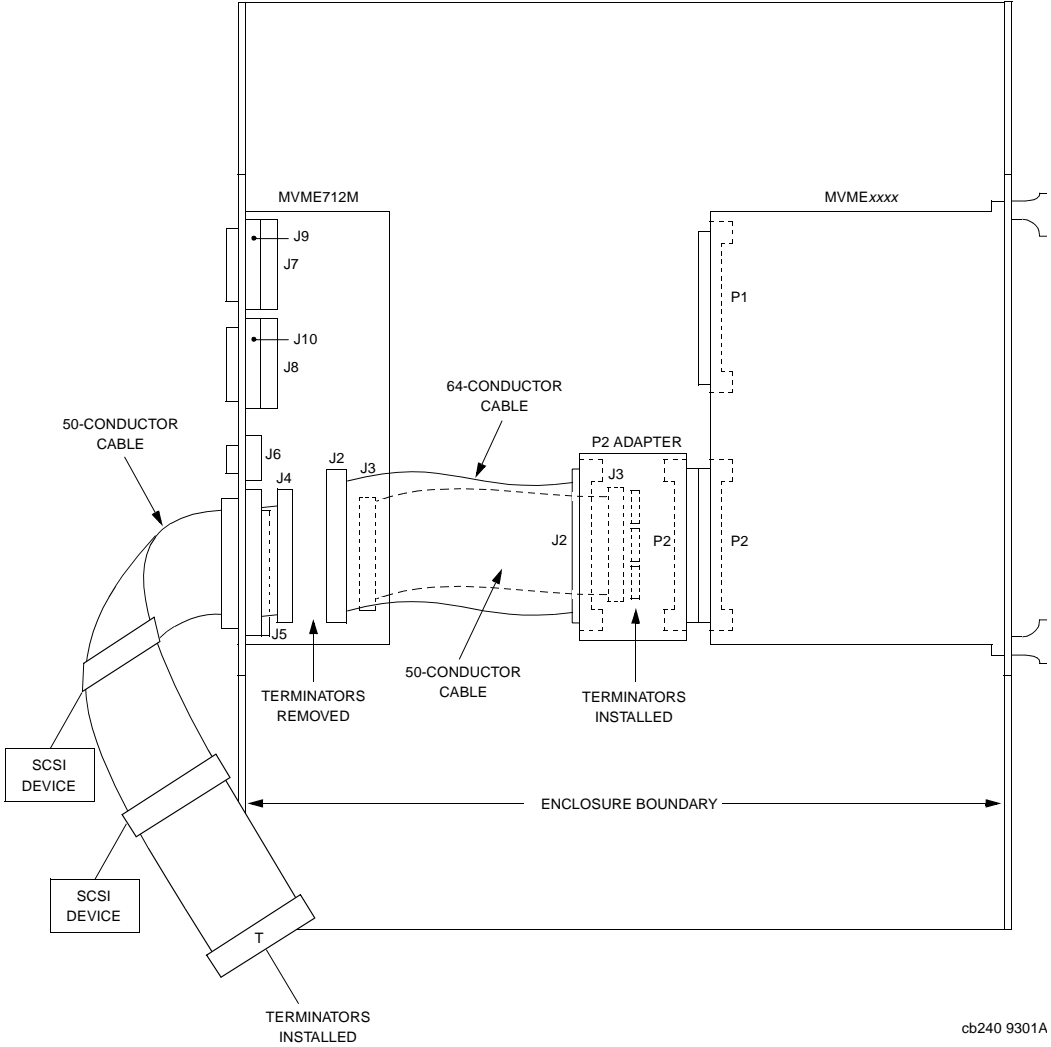 MVME712M
MVMExxxx
J9
J7
P1
J10
J8
64-CONDUCTOR
CABLE
50-CONDUCTOR
CABLE
P2 ADAPTER
J6
J2
J3
J3
J4
J2
P2
P2
J5
50-CONDUCTOR
CABLE
TERMINATORS
REMOVED
TERMINATORS
INSTALLED
SCSI
DEVICE
ENCLOSURE BOUNDARY
SCSI
DEVICE
T
TERMINATORS
INSTALLED
cb240 9301A